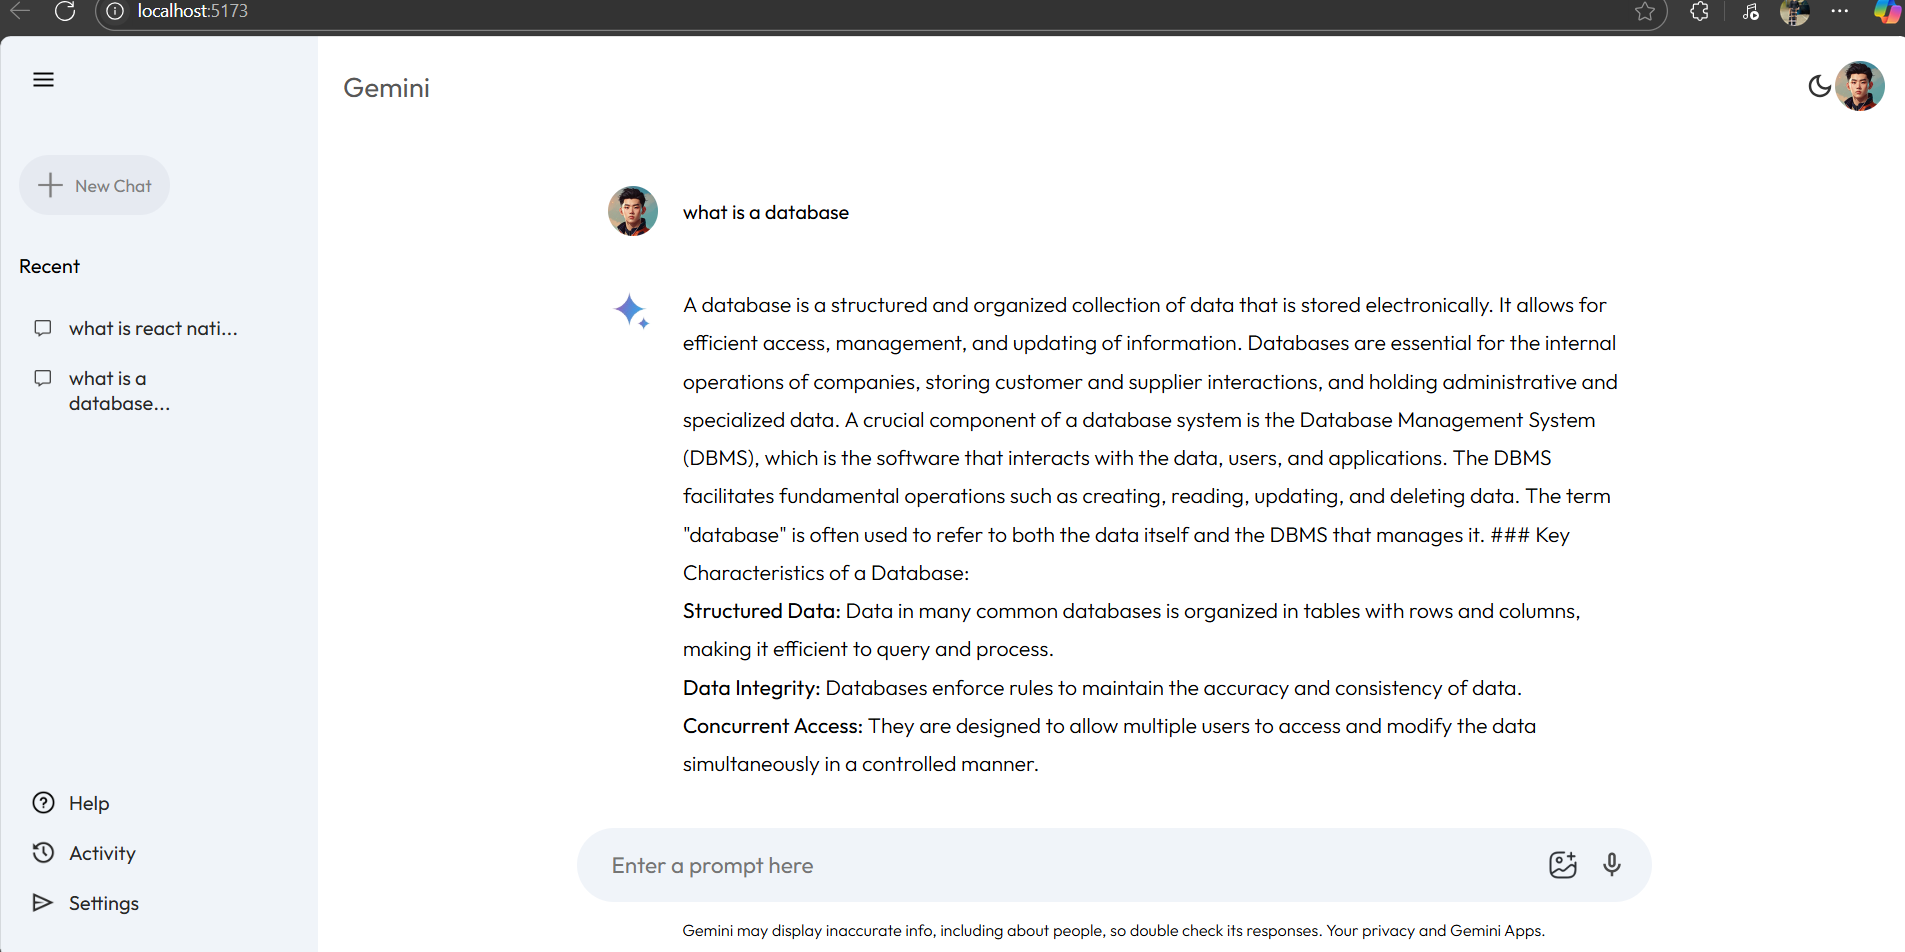 localhost:5173
Gemini
New Chat
Recent
what is react nati...
what is a
database...
Help
Activity
Settings
what is a database
A database is a structured and organized collection of data that is stored electronically. It allows for
efficient access, management, and updating of information. Databases are essential for the internal
operations of companies, storing customer and supplier interactions, and holding administrative and
specialized data. A crucial component of a database system is the Database Management System
(DBMS), which is the software that interacts with the data, users, and applications. The DBMS
facilitates fundamental operations such as creating, reading, updating, and deleting data. The term
"database" is often used to refer to both the data itself and the DBMS that manages it. ### Key
Characteristics of a Database:
Structured Data: Data in many common databases is organized in tables with rows and columns,
making it efficient to query and process.
Data Integrity: Databases enforce rules to maintain the accuracy and consistency of data.
Concurrent Access: They are designed to allow multiple users to access and modify the data
simultaneously in a controlled manner.
Enter a prompt here
Gemini may display inaccurate info, including about people, so double check its responses. Your privacy and Gemini Apps.